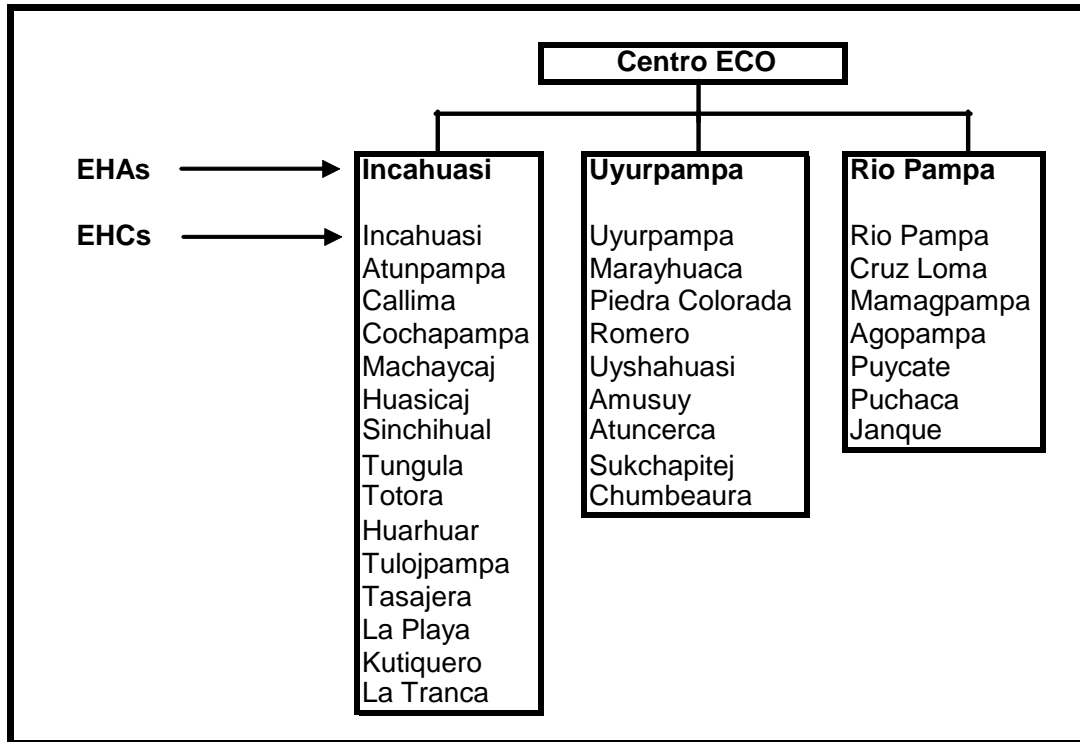 Centro ECO
EHAs
Incahuasi
Uyurpampa
Rio Pampa
EHCs
Incahuasi
Atunpampa
Callima
Cochapampa
Machaycaj
Huasicaj
Sinchihual
Tungula
Totora
Huarhuar
Tulojpampa
Tasajera
La Playa
Kutiquero
La Tranca
Uyurpampa
Marayhuaca
Piedra Colorada
Romero
Uyshahuasi
Amusuy
Atuncerca
Sukchapitej
Chumbeaura
Rio Pampa
Cruz Loma
Mamagpampa
Agopampa
Puycate
Puchaca
Janque